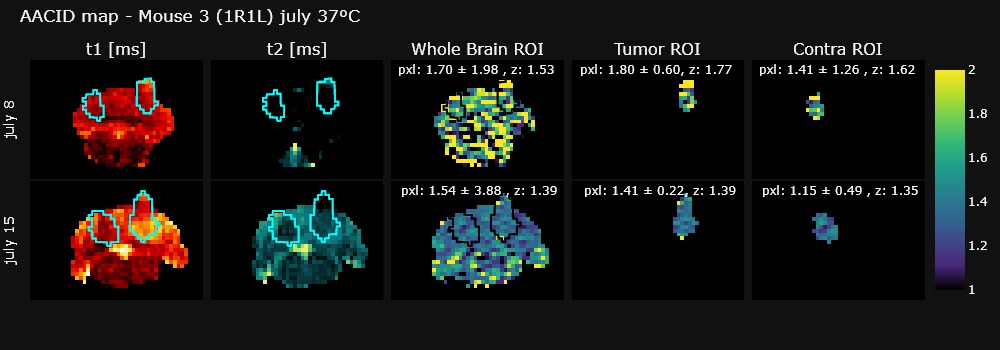 AACID map - Mouse 3 (1R1L) july 37ºC
t1 [ms] t2 [ms] Whole Brain ROI Tumor ROI Contra ROI
july 8
pxl: 1.70 ± 1.98 , z: 1.53
pxl: 1.80 ± 0.60, z: 1.77
pxl: 1.41 ± 1.26 , z: 1.62
july 15
pxl: 1.54 ± 3.88 , z: 1.39
pxl: 1.41 ± 0.22, z: 1.39
pxl: 1.15 ± 0.49 , z: 1.35
2
1.8
1.6
1.4
1.2
1